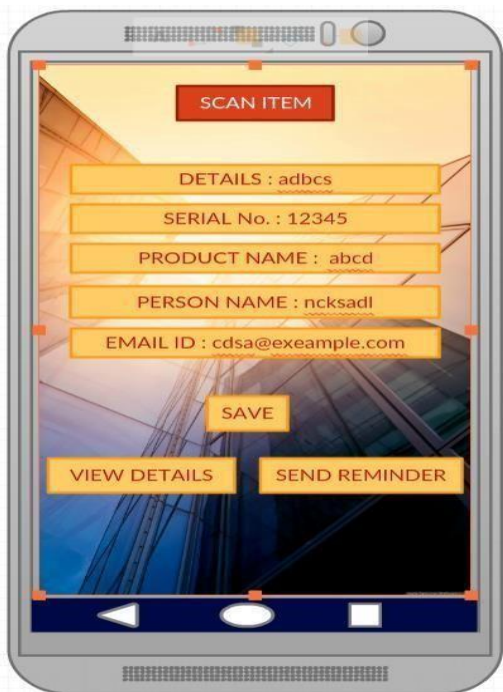 SCAN ITEM
DETAILS : adbcs
SERIAL No. : 12345
PRODUCT NAME : abcd
PERSON NAME : ncksadl
EMAIL ID : cdsa@exeample.com
SAVE
VIEW DETAILS SEND REMINDER